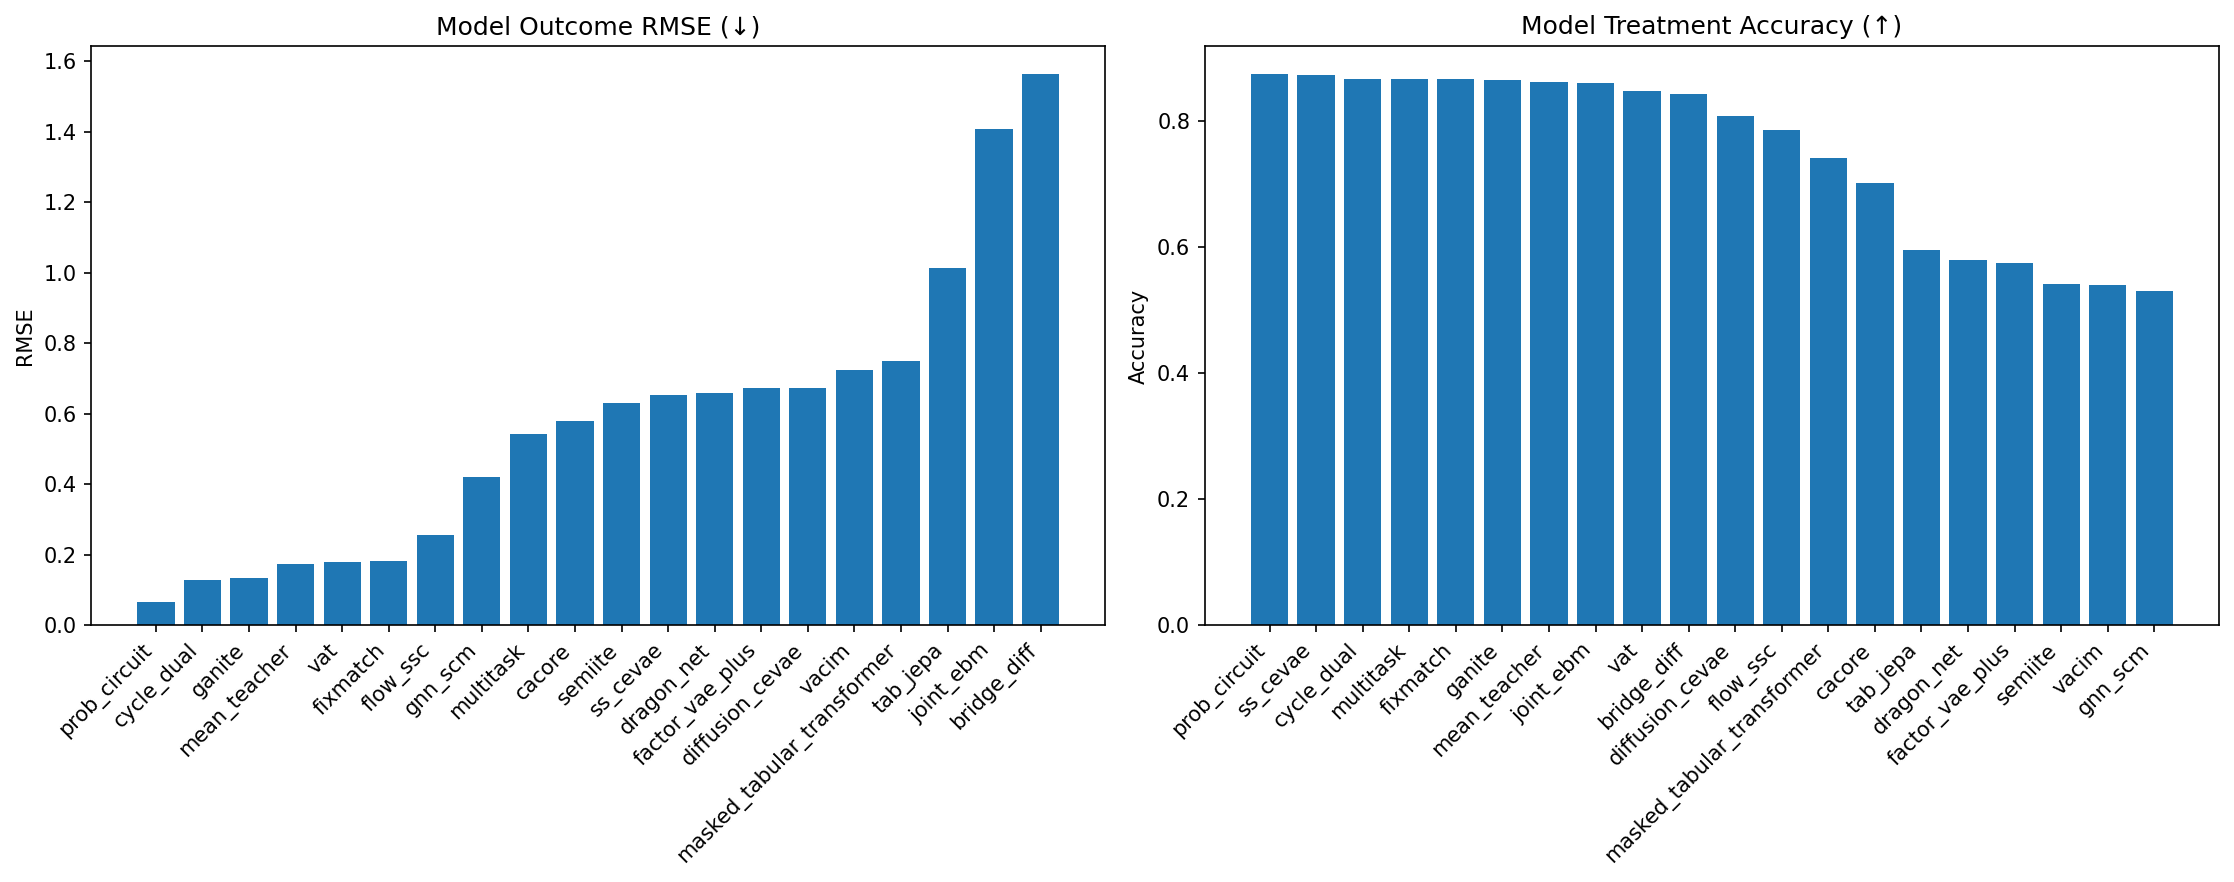 Model Outcome RMSE (↓)
RMSE
1.6
1.4
1.2
1.0
0.8
0.6
0.4
0.2
0.0
prob_circuit
cycle_dual
ganite
mean_teacher
vat
fixmatch
flow_ssc
gnn_scm
multitask
cacore
semiite
ss_cevae
dragon_net
factor_vae_plus
diffusion_cevae
vacim
masked_tabular_transformer
tab_jepa
joint_ebm
bridge_diff
Model Treatment Accuracy (↑)
Accuracy
0.8
0.6
0.4
0.2
0.0
prob_circuit
ss_cevae
cycle_dual
multitask
fixmatch
ganite
mean_teacher
joint_ebm
vat
bridge_diff
diffusion_cevae
flow_ssc
masked_tabular_transformer
cacore
tab_jepa
dragon_net
factor_vae_plus
semiite
vacim
gnn_scm